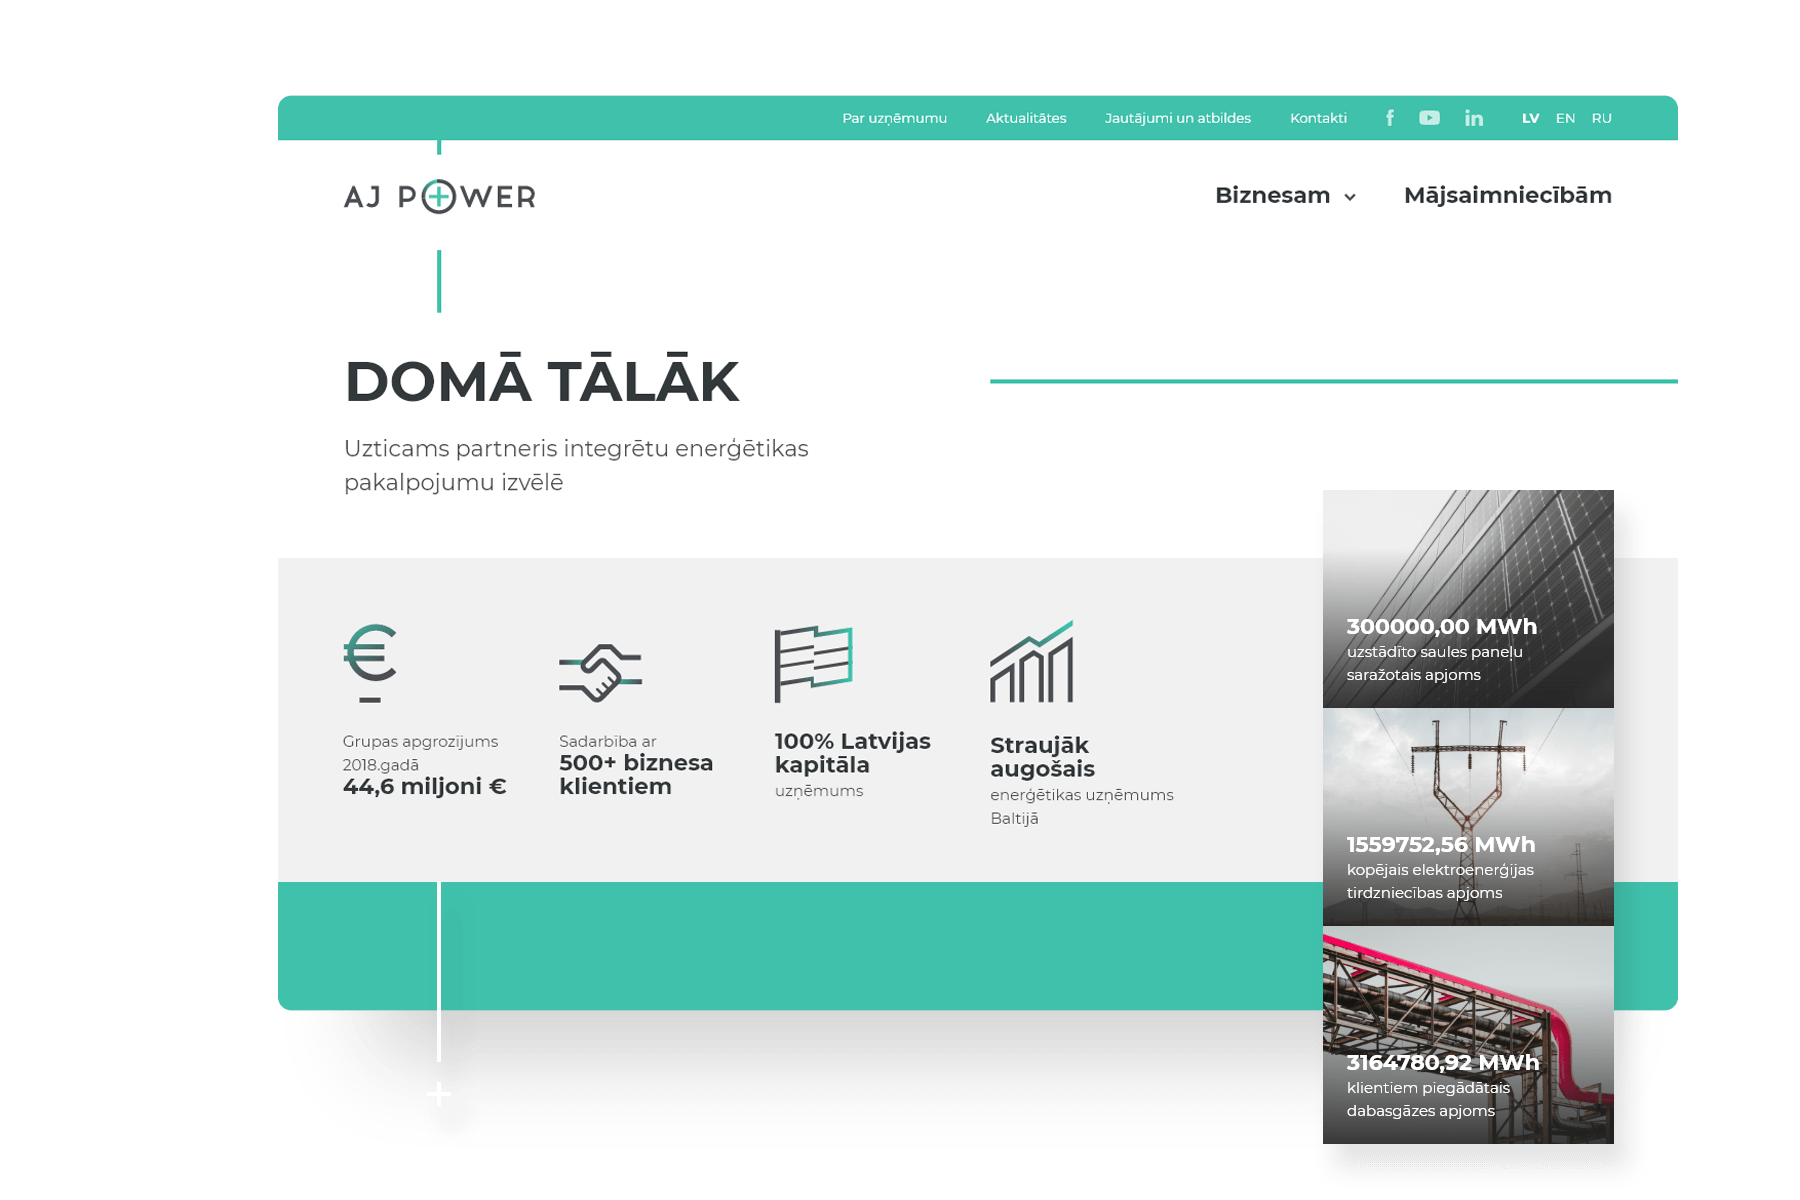 Par uzņēmumu Aktualitātes Jautājumi un atbildes Kontakti f in LV EN RU
AJ POWER
Biznesam Mājsaimniecībām
DOMĀ TĀLĀK
Uzticams partneris integrētu enerģētikas
pakalpojumu izvēlē
Grupas apgrozījums
2018.gadā
44,6 miljoni €
Sadarbība ar
500+ biznesa
klientiem
100% Latvijas
kapitāla
uzņēmums
Straujāk
augošais
enerģētikas uzņēmums
Baltijā
300000,00 MWh
uzstādīto saules paneļu
saražotais apjoms
1559752,56 MWh
kopējais elektroenerģijas
tirdzniecības apjoms
3164780,92 MWh
klientiem piegādātais
dabasgāzes apjoms